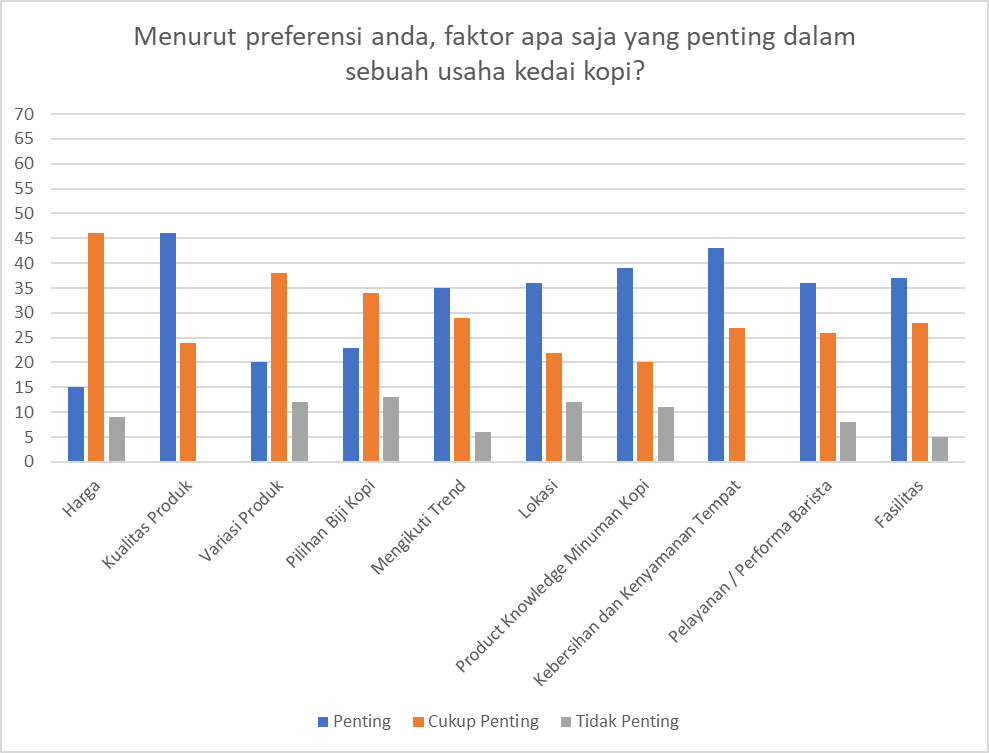 Menurut preferensi anda, faktor apa saja yang penting dalam
sebuah usaha kedai kopi?
70
65
60
55
50
45
40
35
30
25
20
15
10
5
0
Harga
Kualitas Produk
Variasi Produk
Pilihan Biji Kopi
Mengikuti Trend
Lokasi
Product Knowledge Minuman Kopi
Kebersihan dan Kenyamanan Tempat
Pelayanan / Performa Barista
Fasilitas
Penting Cukup Penting Tidak Penting